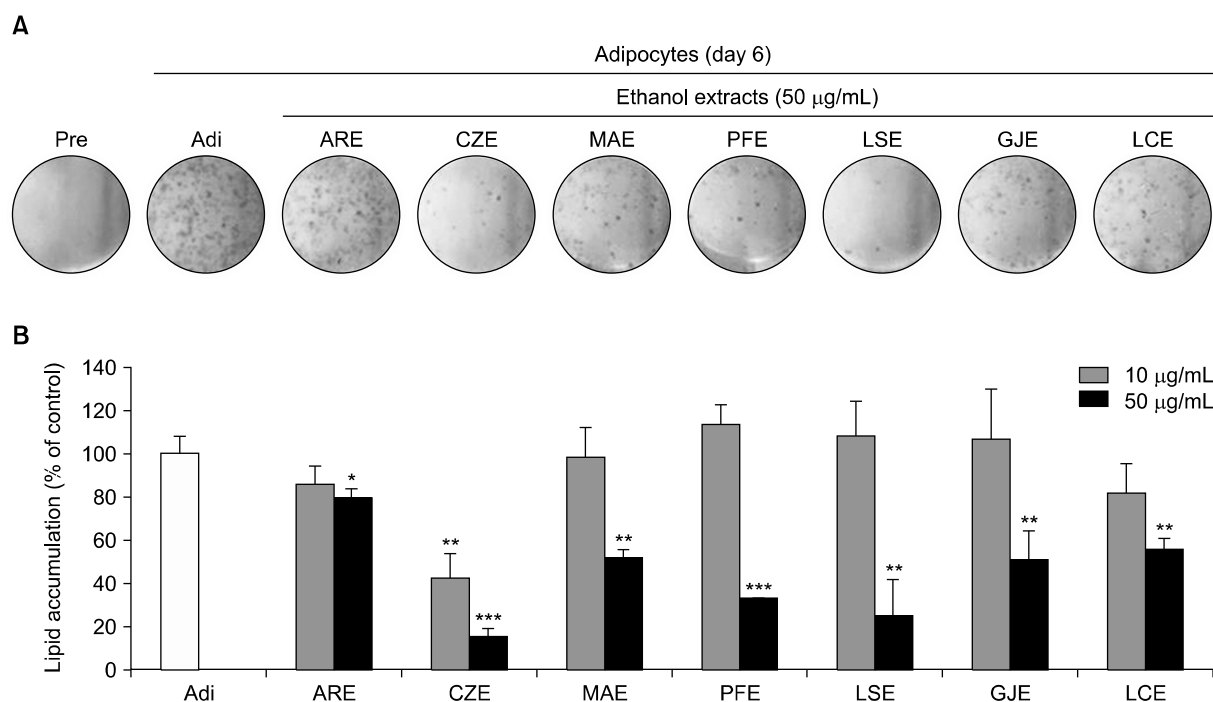 A
Adipocytes (day 6)
Ethanol extracts (50 μg/mL)
Pre Adi ARE CZE MAE PFE LSE GJE LCE
B
Lipid accumulation (% of control)
140
120
100
80
60
40
20
0
10 μg/mL
50 μg/mL
* ** *** ** *** ** ** **
Adi ARE CZE MAE PFE LSE GJE LCE